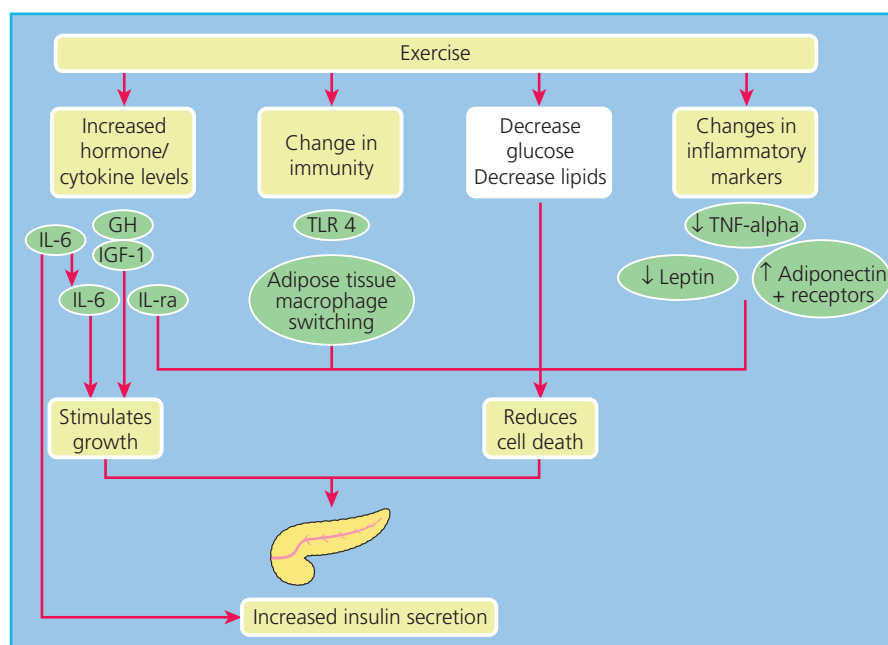 Exercise
Increased
hormone/
cytokine levels
Change in
immunity
Decrease
glucose
Decrease lipids
Changes in
inflammatory
markers
IL-6
GH
IGF-1
IL-6
IL-ra
TLR 4
Adipose tissue
macrophage
switching
↓ TNF-alpha
↓ Leptin
↑ Adiponectin
+ receptors
Stimulates
growth
Reduces
cell death
Increased insulin secretion